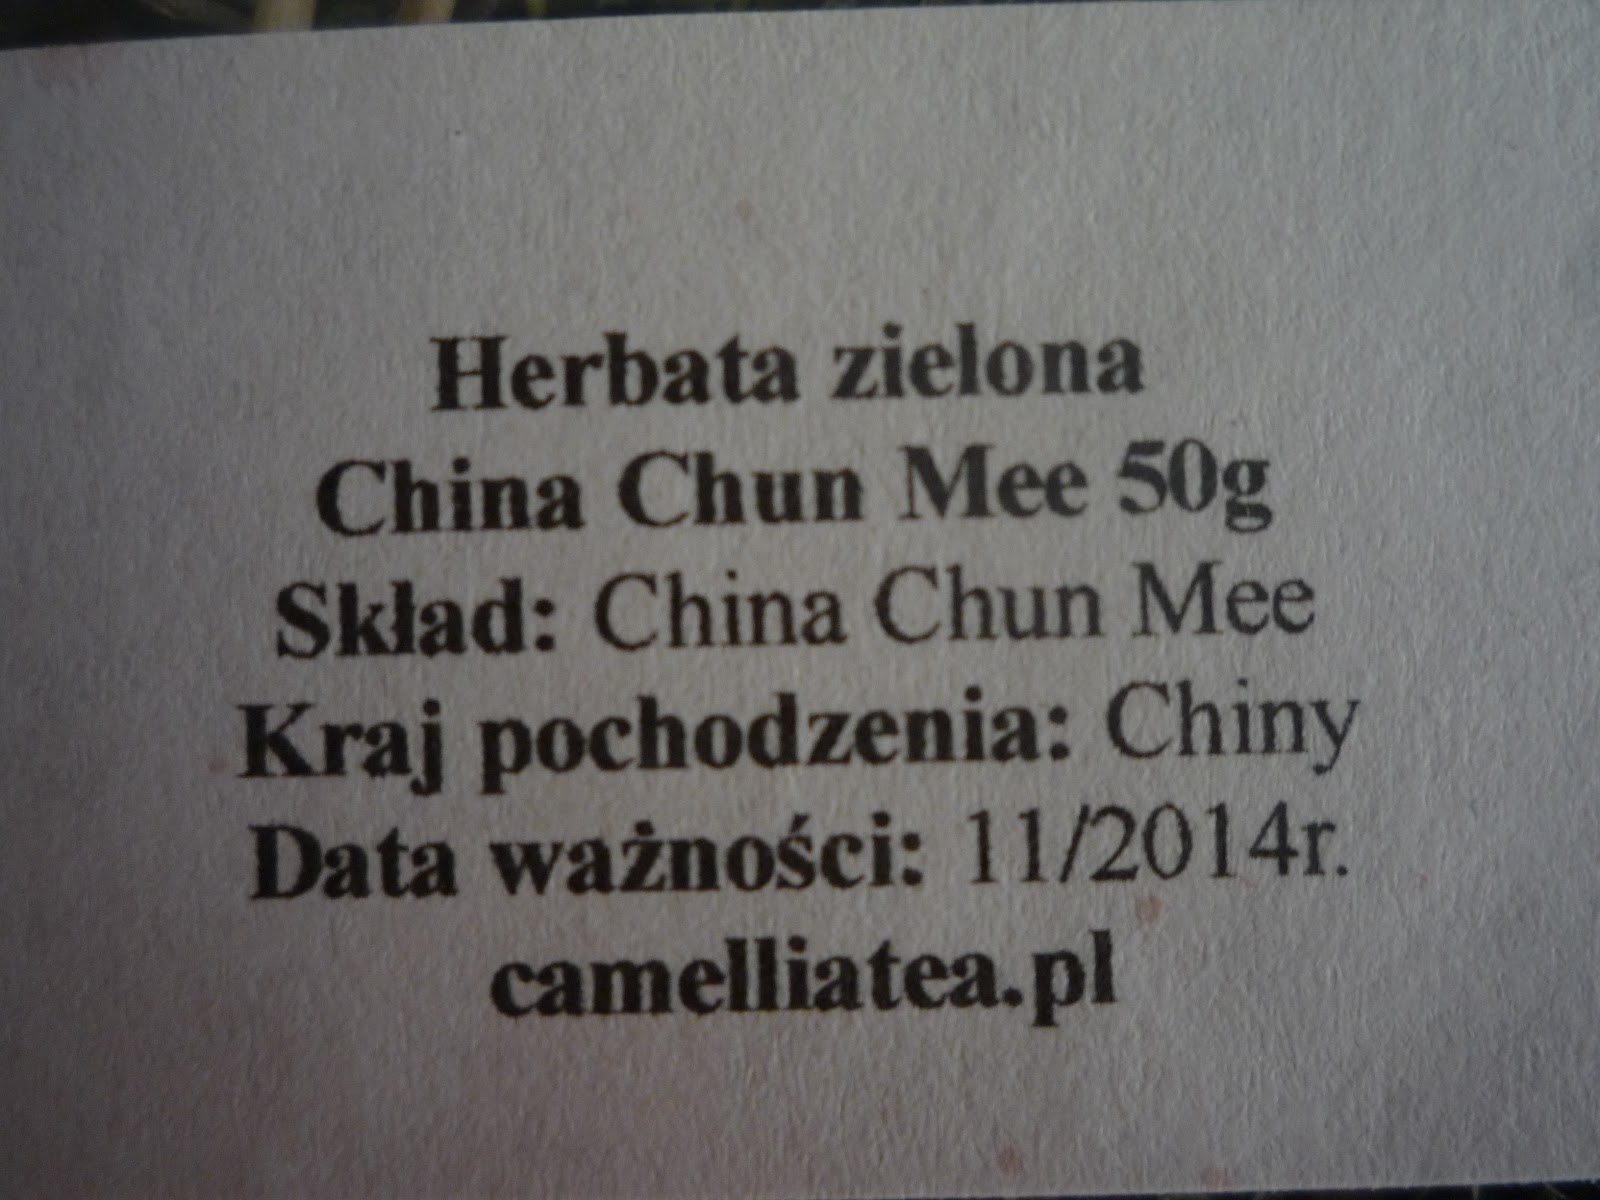 Herbata zielona
China Chun Mee 50g
Skład: China Chun Mee
Kraj pochodzenia: Chiny
Data ważności: 11/2014r.
camelliatea.pl